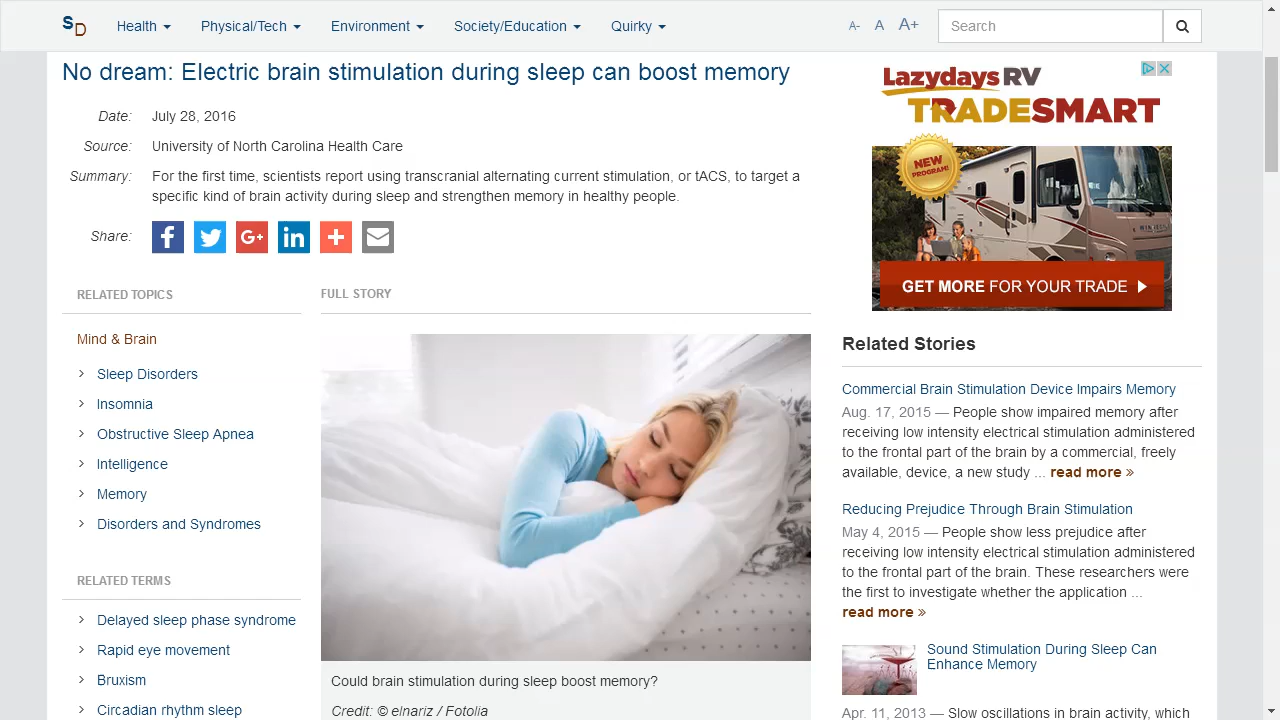 SD
Health
Physical/Tech
Environment
Society/Education
Quirky
A-
A
A+
Search
No dream: Electric brain stimulation during sleep can boost memory
Date:
July 28, 2016
Source:
University of North Carolina Health Care
Summary:
For the first time, scientists report using transcranial alternating current stimulation, or tACS, to target a
specific kind of brain activity during sleep and strengthen memory in healthy people.
Share:
RELATED TOPICS
Mind & Brain
Sleep Disorders
Insomnia
Obstructive Sleep Apnea
Intelligence
Memory
Disorders and Syndromes
RELATED TERMS
Delayed sleep phase syndrome
Rapid eye movement
Bruxism
Circadian rhythm sleep
FULL STORY
Could brain stimulation during sleep boost memory?
Credit: © elnariz / Fotolia
Lazydays RV
TRADESMART
NEW
PROGRAM!
GET MORE FOR YOUR TRADE
Related Stories
Commercial Brain Stimulation Device Impairs Memory
Aug. 17, 2015 — People show impaired memory after
receiving low intensity electrical stimulation administered
to the frontal part of the brain by a commercial, freely
available, device, a new study ... read more »
Reducing Prejudice Through Brain Stimulation
May 4, 2015 — People show less prejudice after
receiving low intensity electrical stimulation administered
to the frontal part of the brain. These researchers were
the first to investigate whether the application ...
read more »
Sound Stimulation During Sleep Can
Enhance Memory
Apr. 11, 2013 — Slow oscillations in brain activity, which